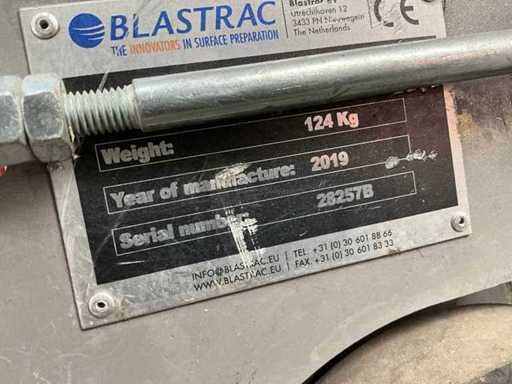 BLASTRAC
THE INNOVATORS IN SURFACE PREPARATION
Blastrac BV
Utrechthaven 12
3433 PN Nieuwegein
The Netherlands
CE
Weight: 124 Kg
Year of manufacture: 2019
Serial number: 28257B
INFO@BLASTRAC.EU | TEL. +31 (0) 30 601 88 66
WWW.BLASTRAC.EU | FAX. +31 (0) 30 601 83 33